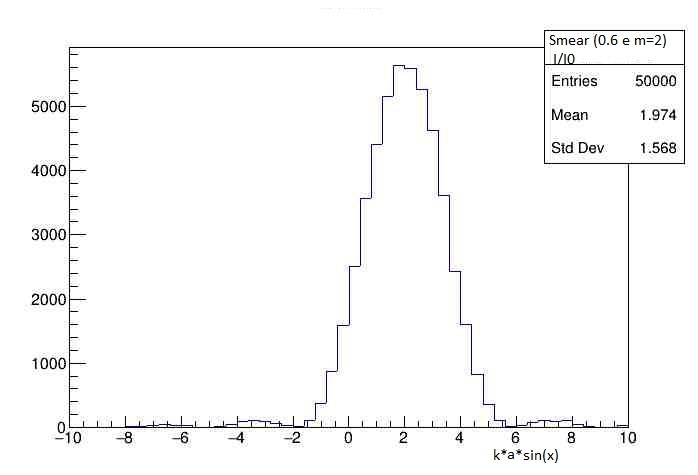 Smear (0.6 e m=2)
I/I0
Entries 50000
Mean 1.974
Std Dev 1.568
5000
4000
3000
2000
1000
0
−10 −8 −6 −4 −2 0 2 4 6 8 10
k*a*sin(x)